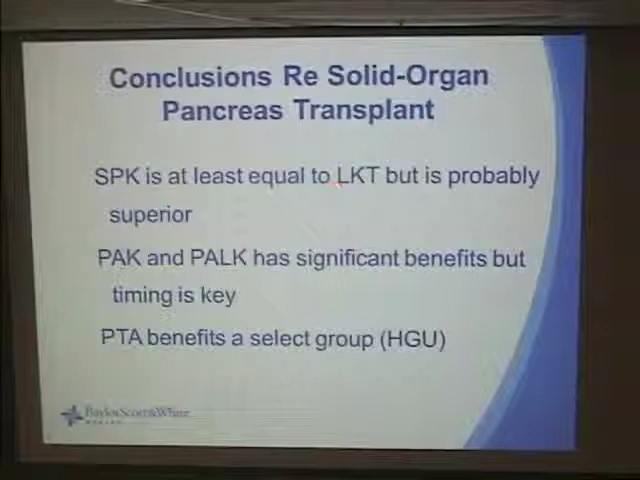 Conclusions Re Solid-Organ
Pancreas Transplant
SPK is at least equal to LKT but is probably
superior
PAK and PALK has significant benefits but
timing is key
PTA benefits a select group (HGU)
BaylorScott&White